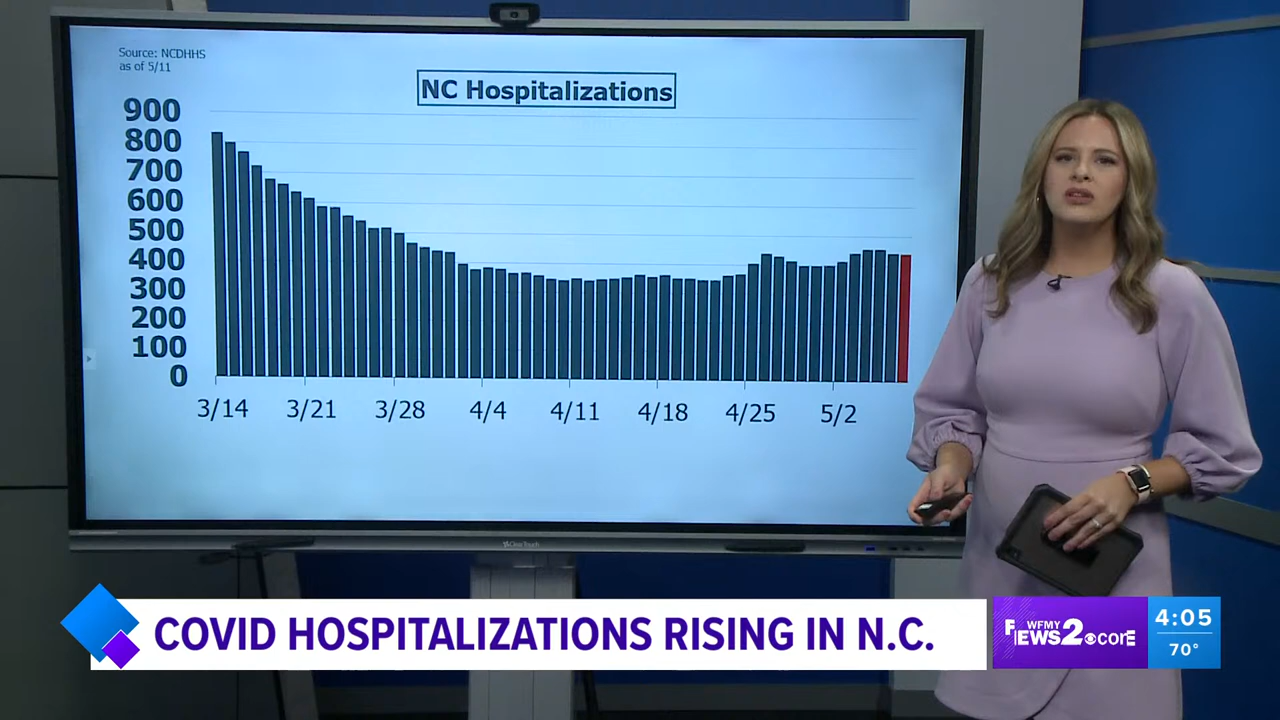 Source: NCDHHS
as of 5/11
NC Hospitalizations
900
800
700
600
500
400
300
200
100
0
3/14 3/21 3/28 4/4 4/11 4/18 4/25 5/2
COVID HOSPITALIZATIONS RISING IN N.C.
WFMY
NEWS 2
4:05
70°